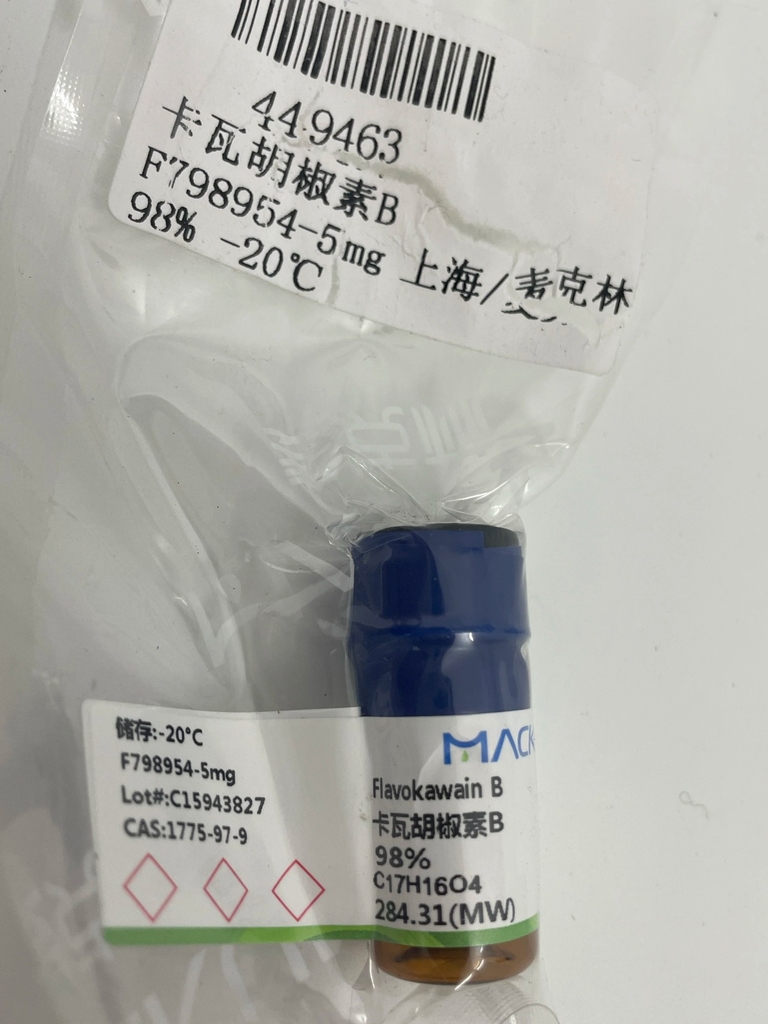 449463
卡瓦胡椒素B
F798954-5mg 上海/麦克林
98% -20℃
储存:-20°C
F798954-5mg
Lot#:C15943827
CAS:1775-97-9
MACK
Flavokawain B
卡瓦胡椒素B
98%
C17H16O4
284.31(MW)